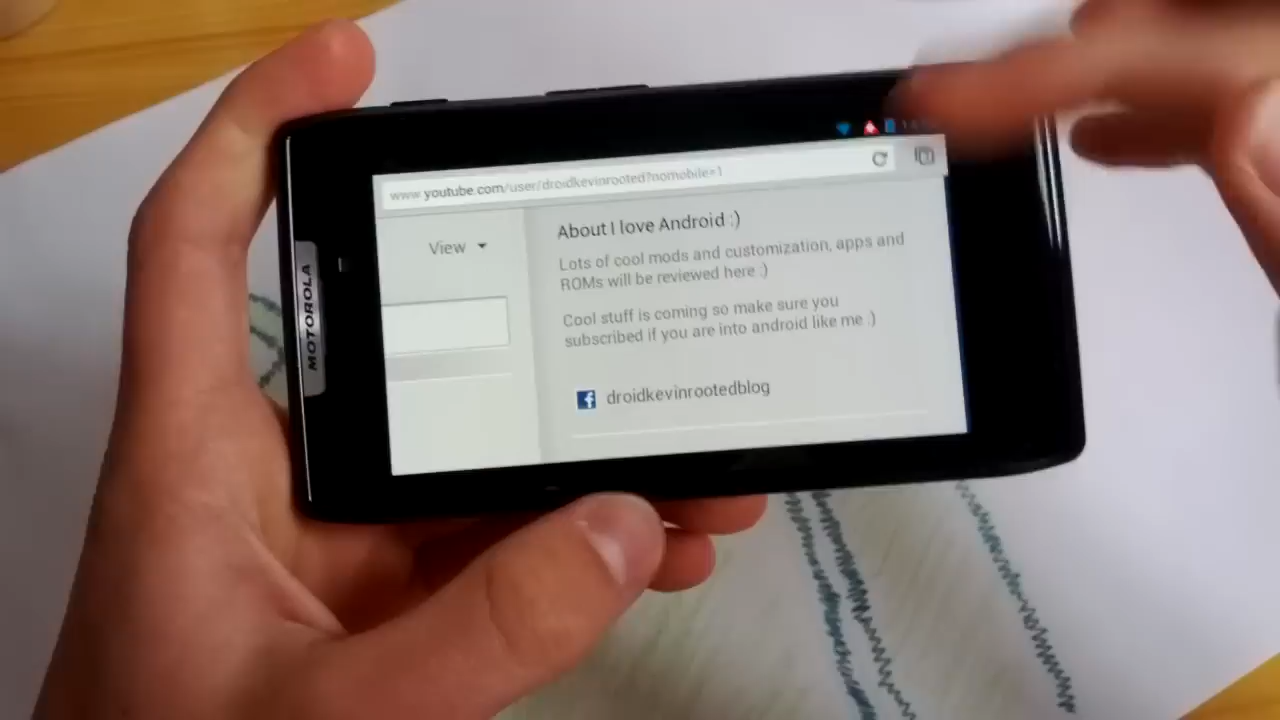 MOTOROLA
www.youtube.com/user/droidkevinrooted?nomobile=1
View
About I love Android :)
Lots of cool mods and customization, apps and
ROMs will be reviewed here :)
Cool stuff is coming so make sure you
subscribed if you are into android like me :)
droidkevinrootedblog